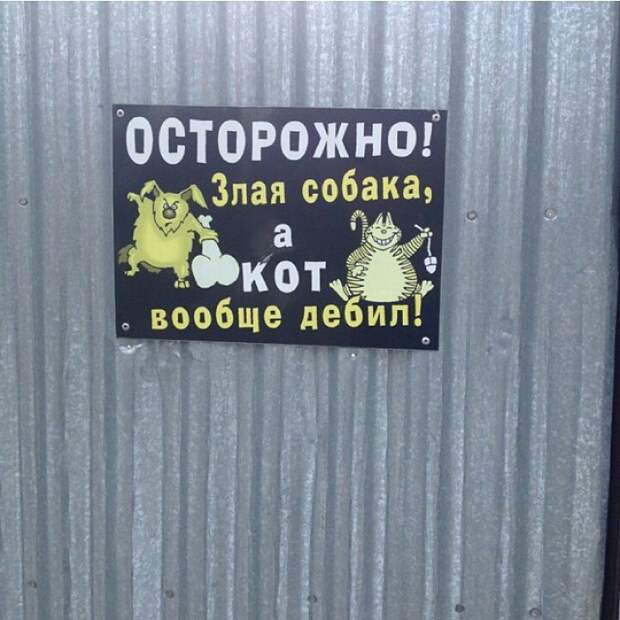 ОСТОРОЖНО!
Злая собака,
а
кот
вообще дебил!